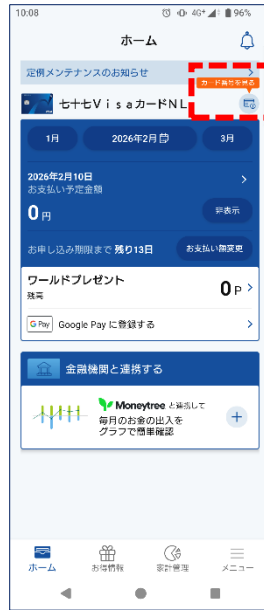 10:08 4G+ 96%
ホーム
定例メンテナンスのお知らせ
カード番号を見る
七十七ＶｉｓａカードＮＬ
1月 2026年2月 3月
2026年2月10日
お支払い予定金額
0 円
非表示
お申し込み期限まで 残り13日 お支払い額変更
ワールドプレゼント
残高
0 P
G Pay Google Pay に登録する
金融機関と連携する
Moneytree と連携して
毎月のお金の出入を
グラフで簡単確認
ホーム お得情報 家計管理 メニュー